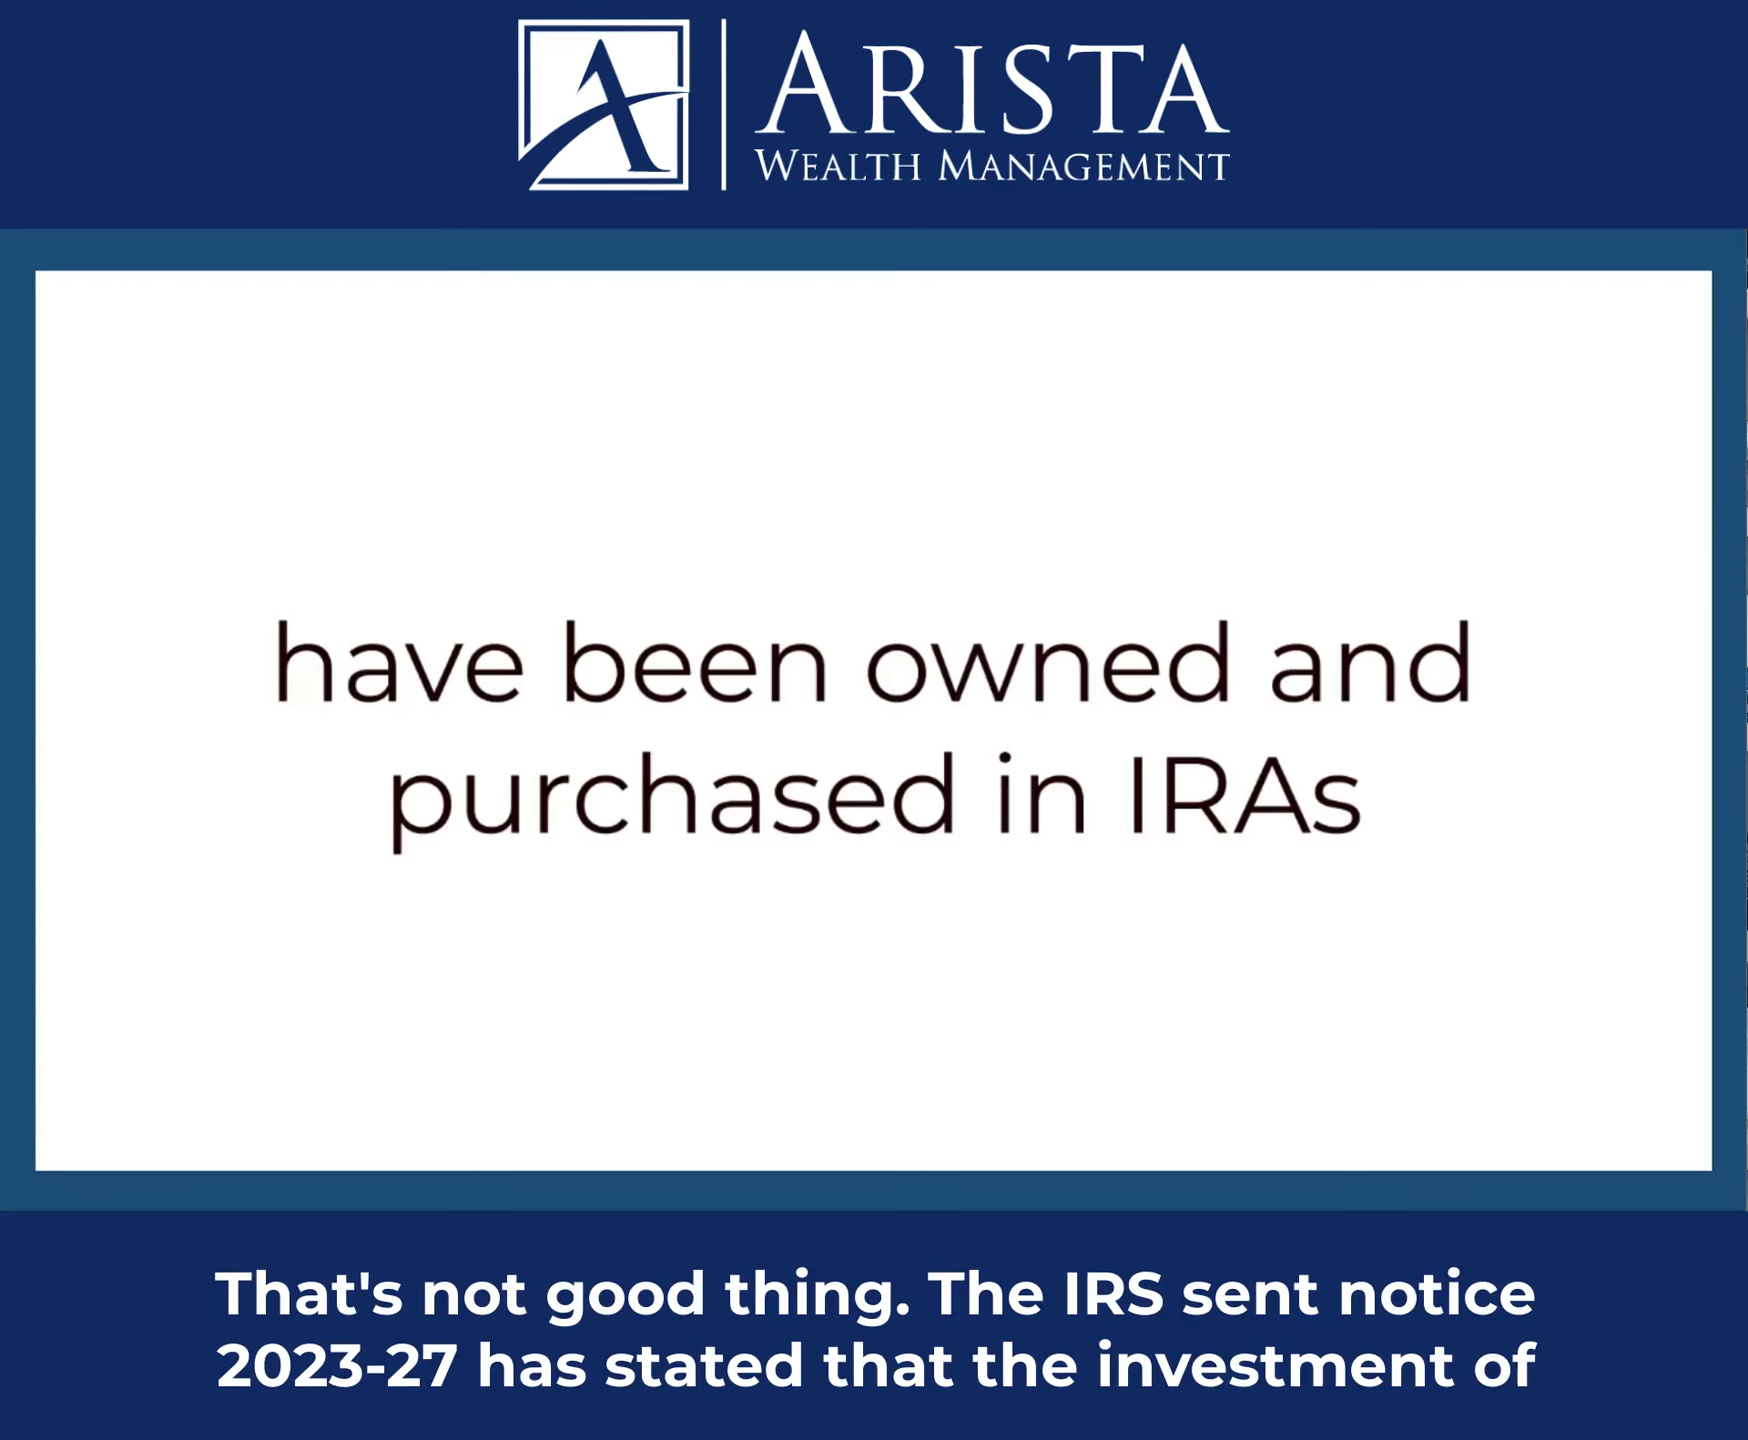 ARISTA
WEALTH MANAGEMENT
have been owned and
purchased in IRAs
That's not good thing. The IRS sent notice
2023-27 has stated that the investment of